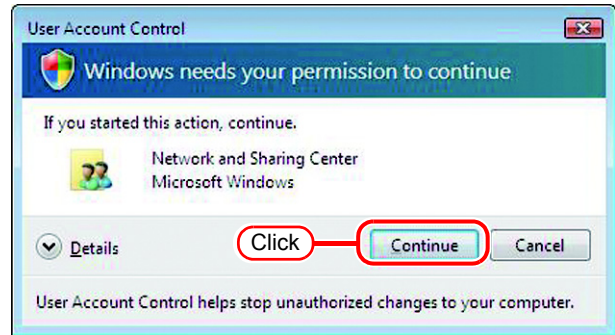 User Account Control
Windows needs your permission to continue
If you started this action, continue.
Network and Sharing Center
Microsoft Windows
Details
Click
Continue
Cancel
User Account Control helps stop unauthorized changes to your computer.